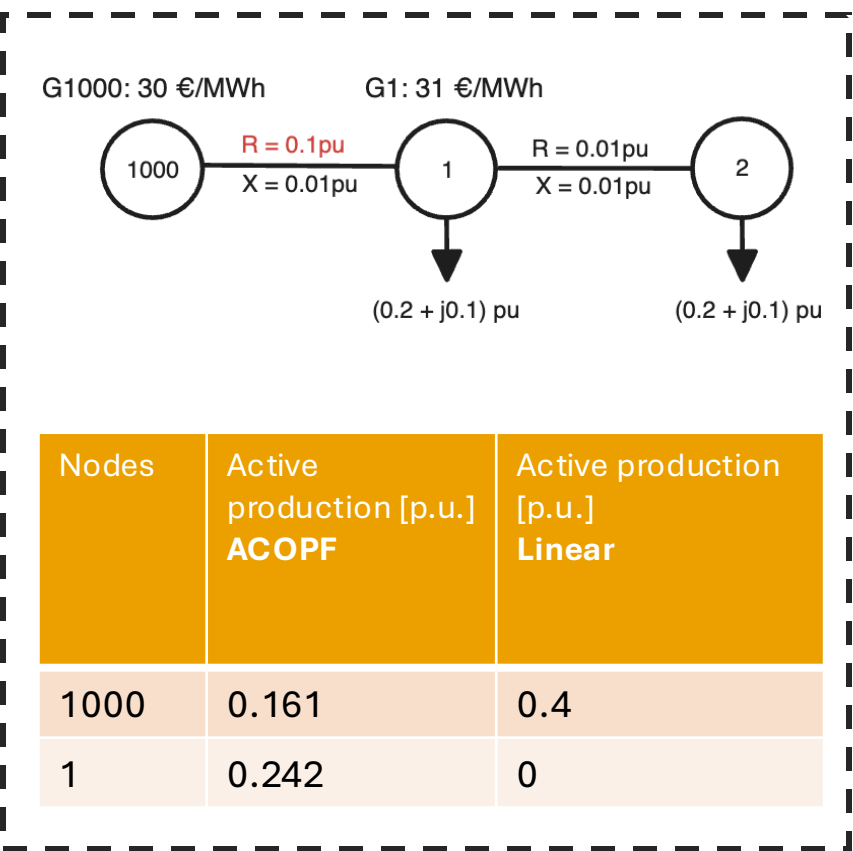 G1000: 30 €/MWh
G1: 31 €/MWh
R = 0.1pu
X = 0.01pu
R = 0.01pu
X = 0.01pu
1000
1
2
(0.2 + j0.1) pu
(0.2 + j0.1) pu
Nodes
Active
production [p.u.]
ACOPF
Active production
[p.u.]
Linear
1000
0.161
0.4
1
0.242
0